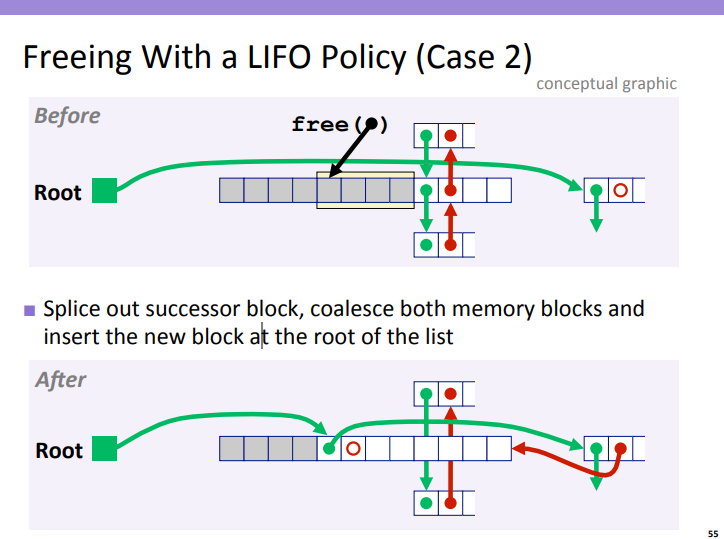 Freeing With a LIFO Policy (Case 2)
conceptual graphic
Before
free( )
Root
Splice out successor block, coalesce both memory blocks and
insert the new block at the root of the list
After
Root
55